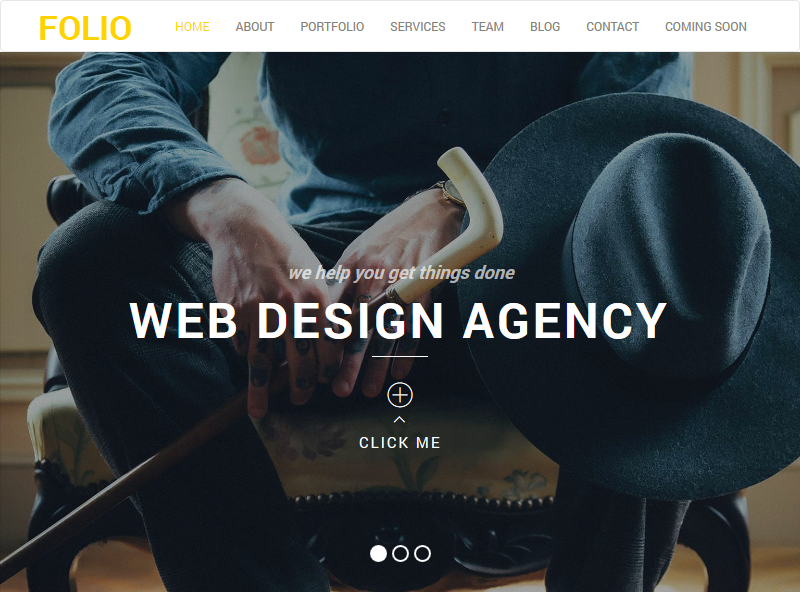 FOLIO HOME ABOUT PORTFOLIO SERVICES TEAM BLOG CONTACT COMING SOON
we help you get things done
WEB DESIGN AGENCY
CLICK ME